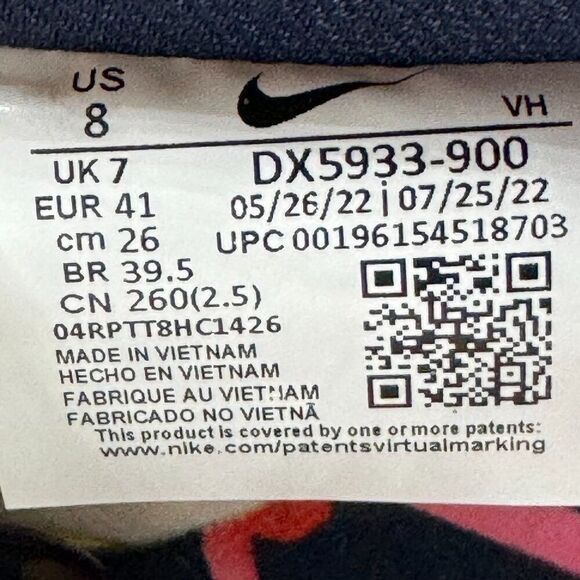 US
8
VH
UK 7
DX5933-900
EUR 41
05/26/22 | 07/25/22
cm 26
UPC 00196154518703
BR 39.5
CN 260(2.5)
04RPTT8HC1426
MADE IN VIETNAM
HECHO EN VIETNAM
FABRIQUE AU VIETNAM
FABRICADO NO VIETNÃ
This product is covered by one or more patents:
www.nike.com/patentsvirtualmarking